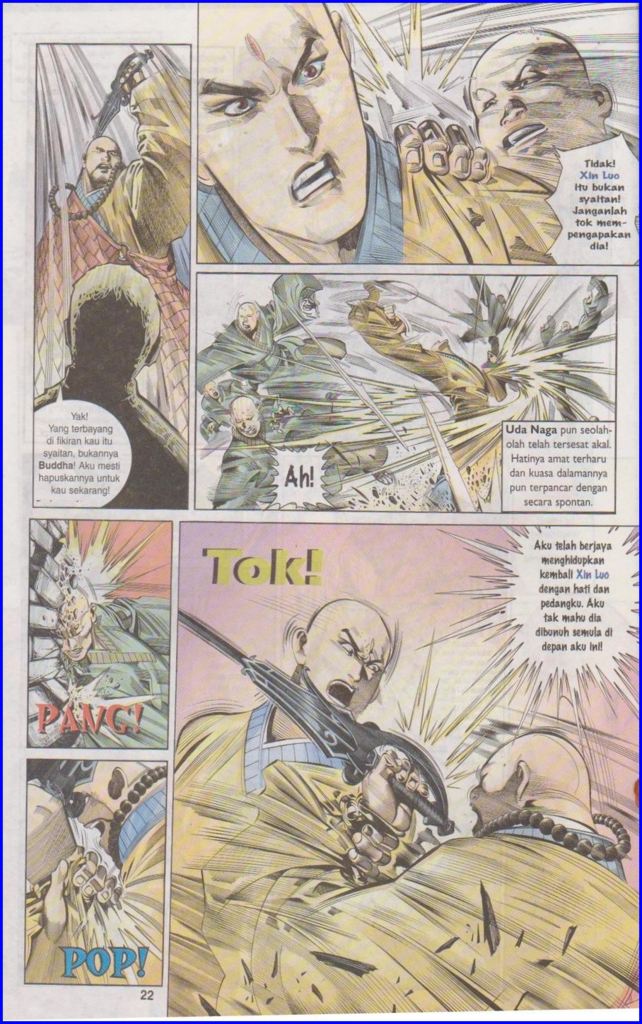 Tidak!
Xin Luo
itu bukan
syaitan!
Janganlah
tok mem-
pengapakan
dia!
Yak!
Yang terbayang
di fikiran kau itu
syaitan, bukannya
Buddha! Aku mesti
hapuskannya untuk
kau sekarang!
Ah!
Uda Naga pun seolah-
olah telah tersesat akal.
Hatinya amat terharu
dan kuasa dalamannya
pun terpancar dengan
secara spontan.
PANG!
POP!
Tok!
Aku telah berjaya
menghidupkan
kembali Xin Luo
dengan hati dan
pedangku. Aku
tak mahu dia
dibunuh semula di
depan aku ini!
22